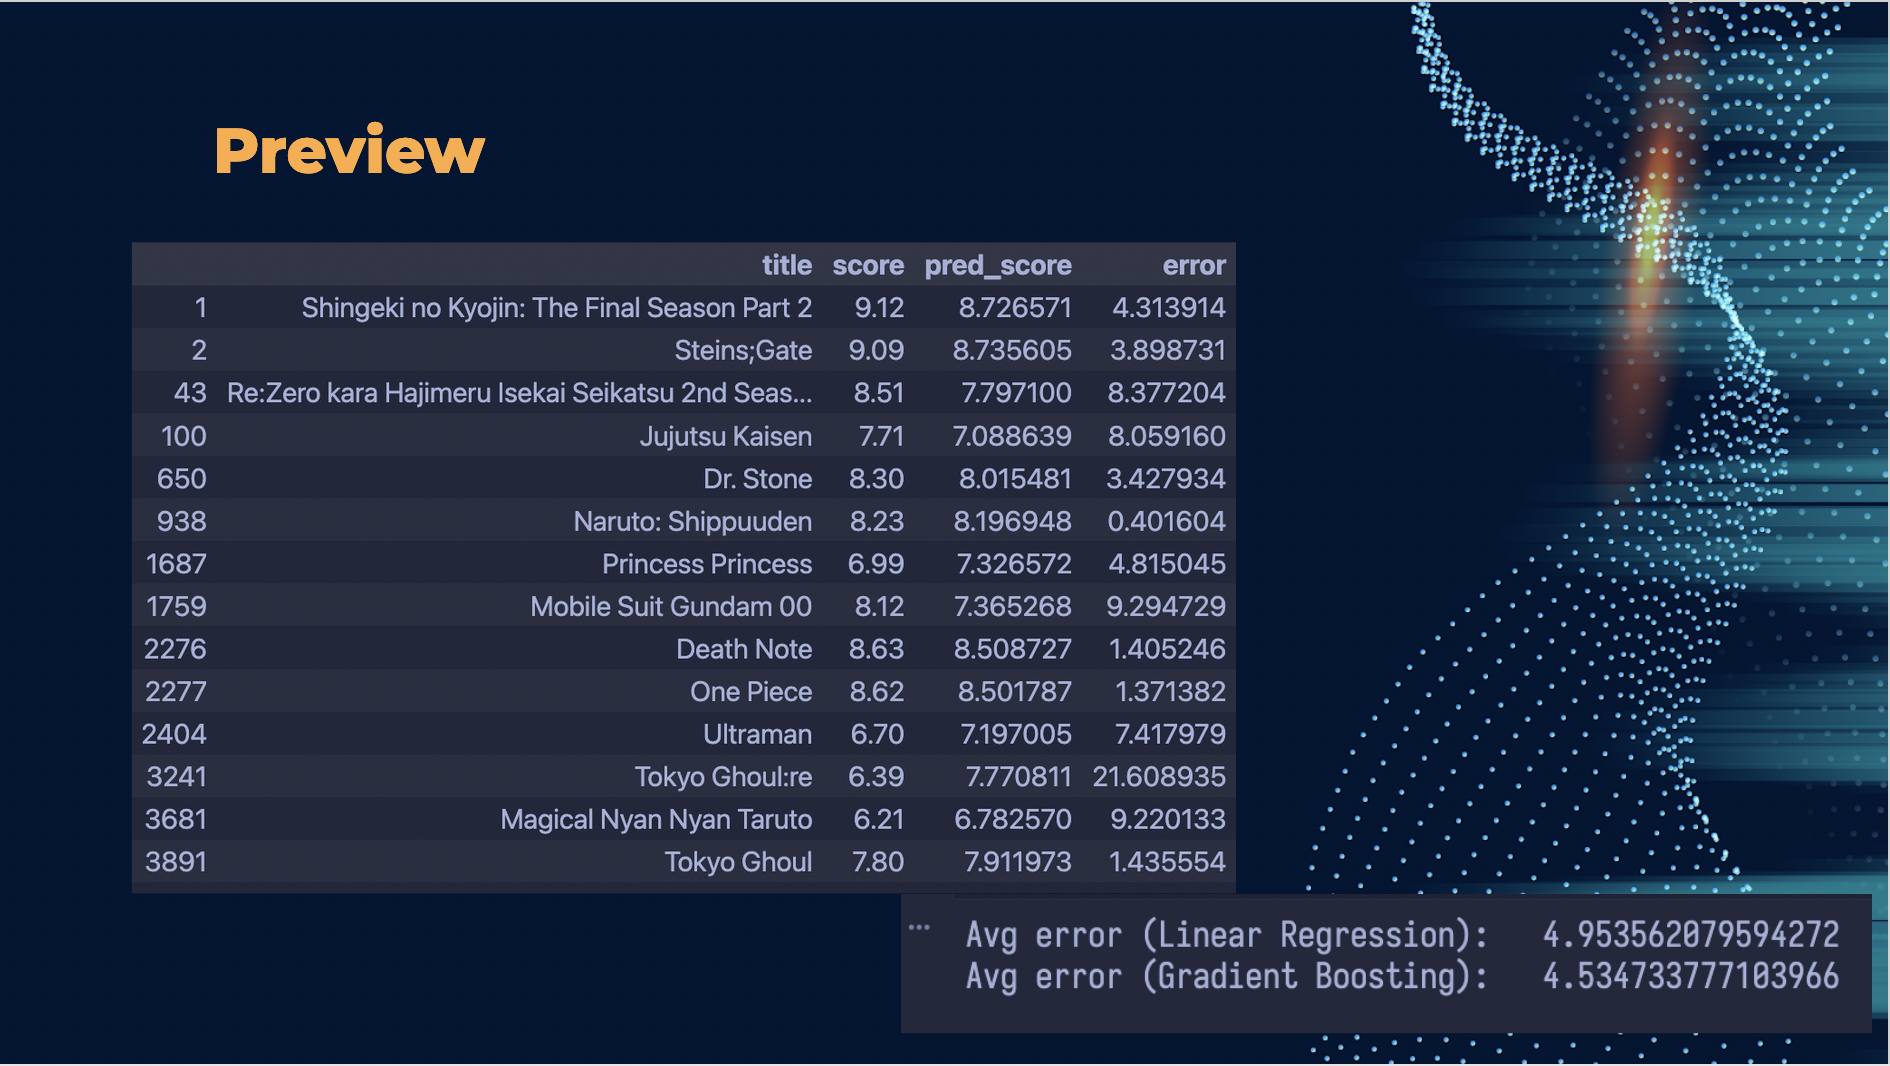 Preview
title score pred_score error
1 Shingeki no Kyojin: The Final Season Part 2 9.12 8.726571 4.313914
2 Steins;Gate 9.09 8.735605 3.898731
43 Re:Zero kara Hajimeru Isekai Seikatsu 2nd Seas... 8.51 7.797100 8.377204
100 Jujutsu Kaisen 7.71 7.088639 8.059160
650 Dr. Stone 8.30 8.015481 3.427934
938 Naruto: Shippuuden 8.23 8.196948 0.401604
1687 Princess Princess 6.99 7.326572 4.815045
1759 Mobile Suit Gundam 00 8.12 7.365268 9.294729
2276 Death Note 8.63 8.508727 1.405246
2277 One Piece 8.62 8.501787 1.371382
2404 Ultraman 6.70 7.197005 7.417979
3241 Tokyo Ghoul:re 6.39 7.770811 21.608935
3681 Magical Nyan Nyan Taruto 6.21 6.782570 9.220133
3891 Tokyo Ghoul 7.80 7.911973 1.435554
... Avg error (Linear Regression): 4.953562079594272
Avg error (Gradient Boosting): 4.534733777103966